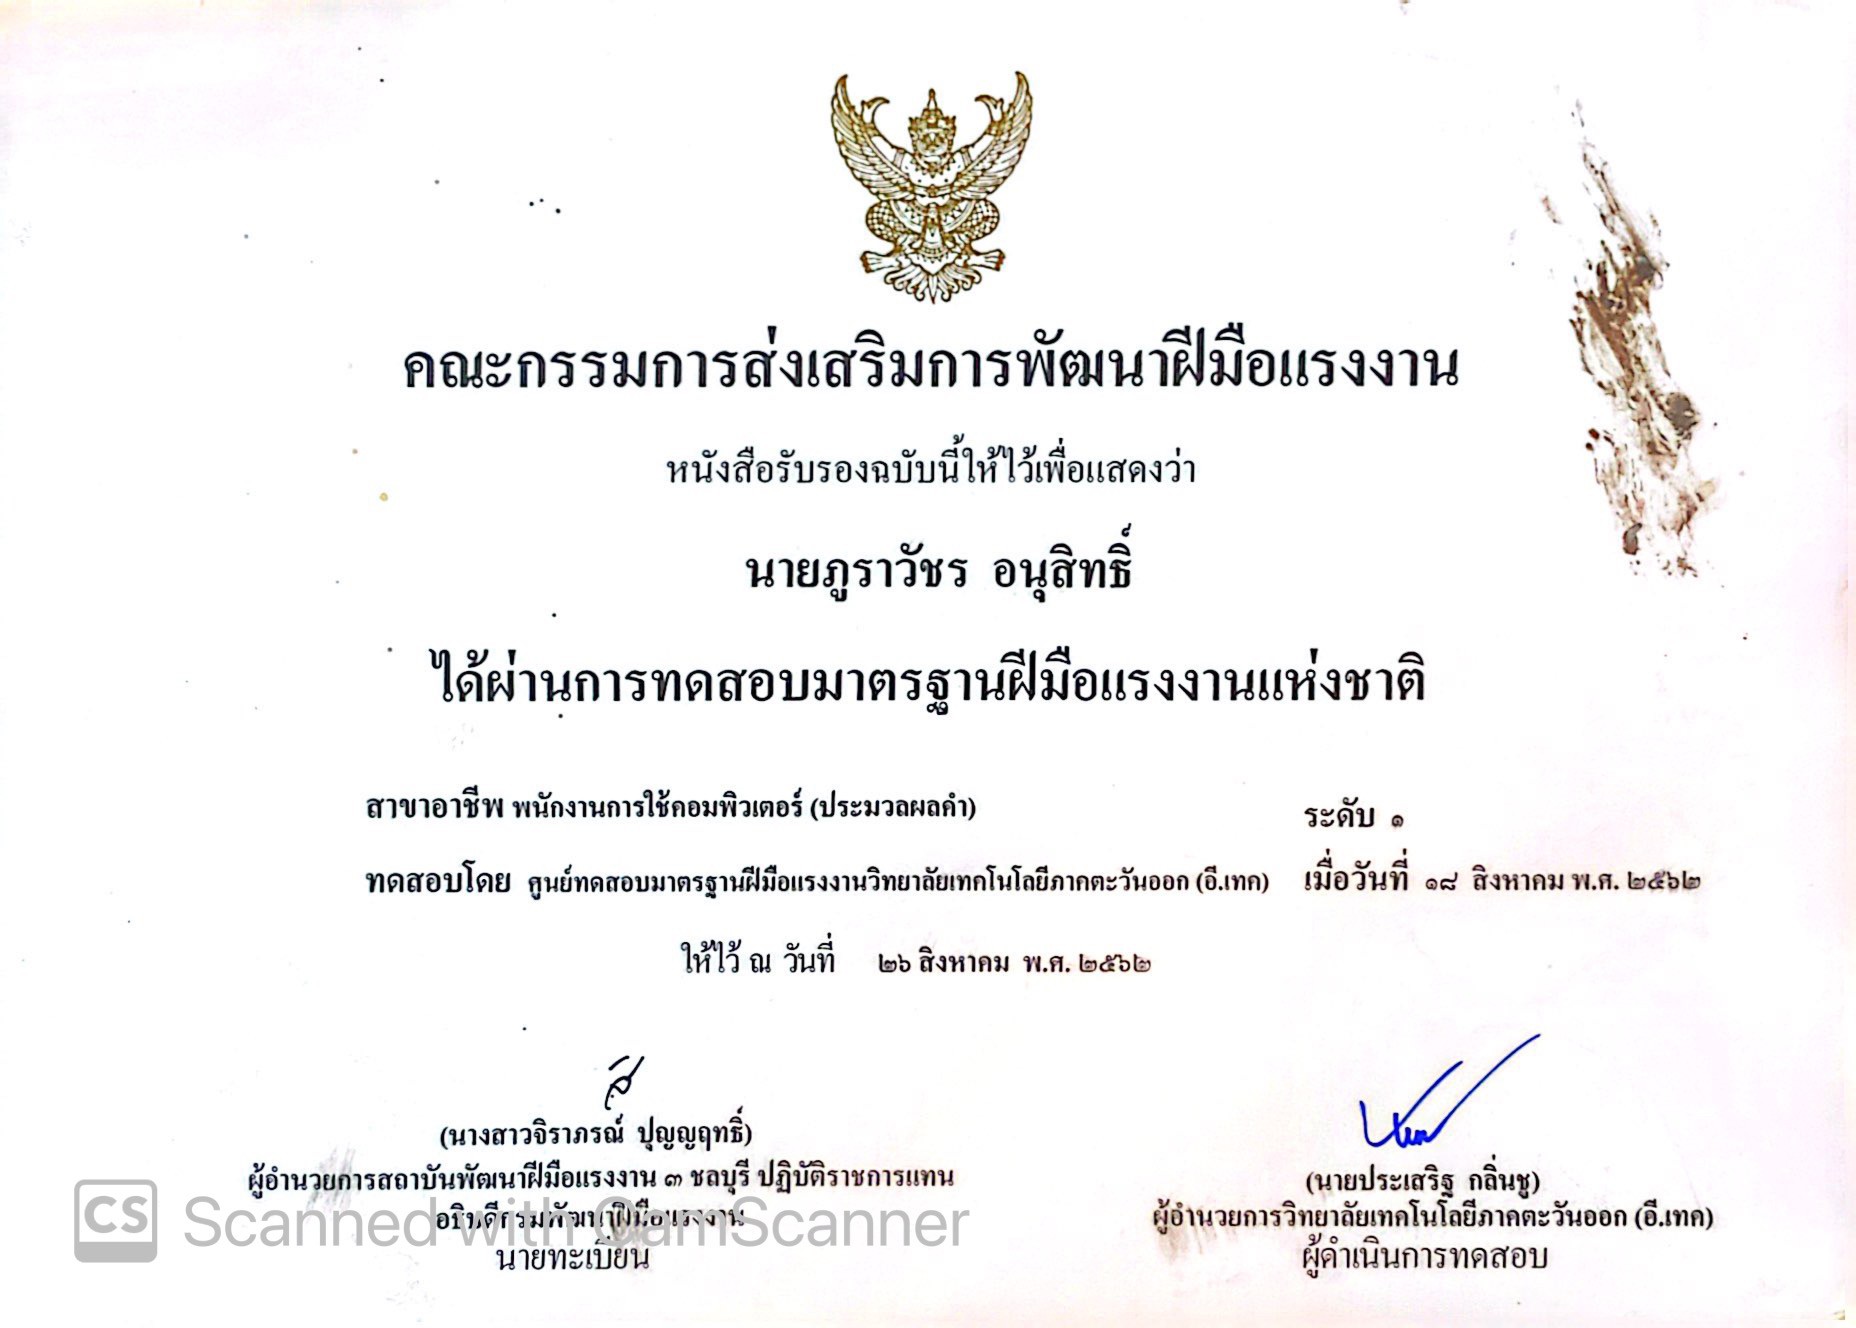 คณะกรรมการส่งเสริมการพัฒนาฝีมือแรงงาน
หนังสือรับรองฉบับนี้ให้ไว้เพื่อแสดงว่า
นายภูราวัชร อนุสิทธิ์
ได้ผ่านการทดสอบมาตรฐานฝีมือแรงงานแห่งชาติ
สาขาอาชีพ พนักงานการใช้คอมพิวเตอร์ (ประมวลผลคำ) ระดับ ๑
ทดสอบโดย ศูนย์ทดสอบมาตรฐานฝีมือแรงงานวิทยาลัยเทคโนโลยีภาคตะวันออก (อี.เทค) เมื่อวันที่ ๑๘ สิงหาคม พ.ศ. ๒๕๖๒
ให้ไว้ ณ วันที่ ๒๖ สิงหาคม พ.ศ. ๒๕๖๒
(นางสาวจิราภรณ์ ปุญญฤทธิ์)
ผู้อำนวยการสถาบันพัฒนาฝีมือแรงงาน ๓ ชลบุรี ปฏิบัติราชการแทน
อธิบดีกรมพัฒนาฝีมือแรงงาน
นายทะเบียน
(นายประเสริฐ กลิ่นชู)
ผู้อำนวยการวิทยาลัยเทคโนโลยีภาคตะวันออก (อี.เทค)
ผู้ดำเนินการทดสอบ
CS Scanned with CamScanner